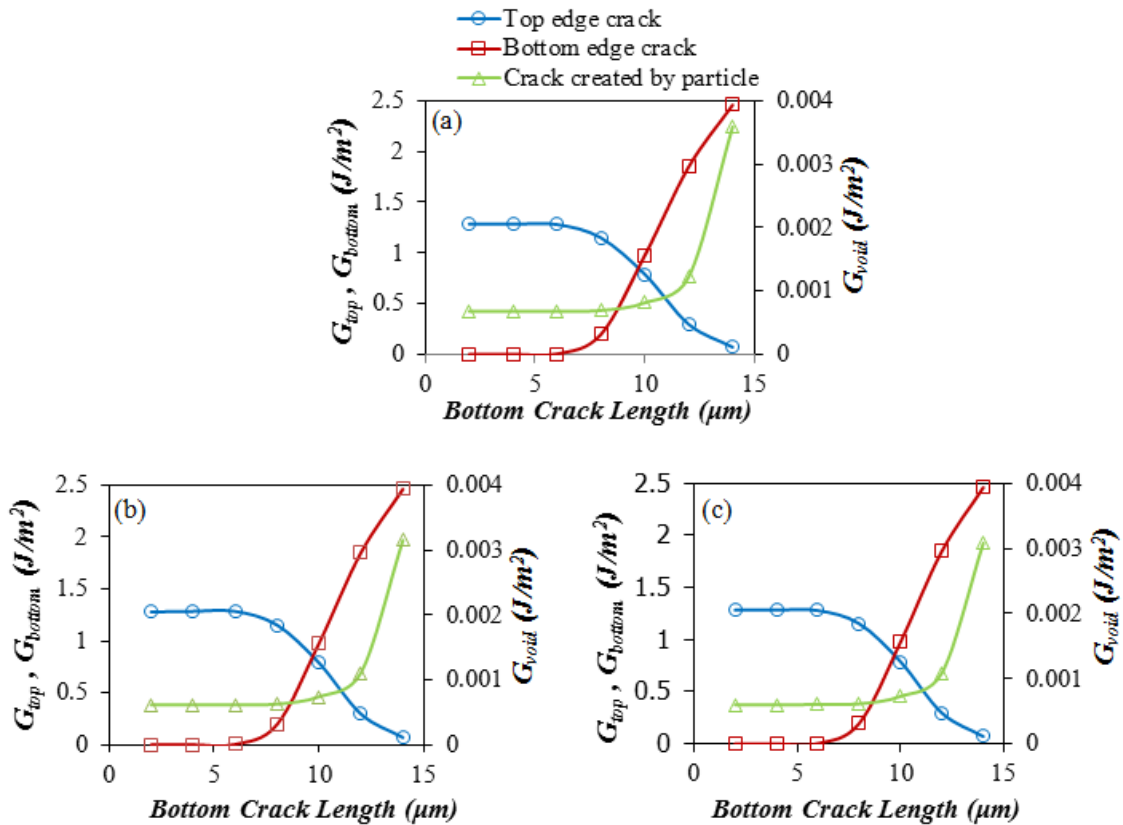 Top edge crack
Bottom edge crack
Crack created by particle
(a)
G_top , G_bottom (J/m²)
2.5
2
1.5
1
0.5
0
0.004
0.003
0.002
0.001
0
G_void (J/m²)
0 5 10 15
Bottom Crack Length (μm)
(b)
G_top , G_bottom (J/m²)
2.5
2
1.5
1
0.5
0
0.004
0.003
0.002
0.001
0
G_void (J/m²)
0 5 10 15
Bottom Crack Length (μm)
(c)
G_top , G_bottom (J/m²)
2.5
2
1.5
1
0.5
0
0.004
0.003
0.002
0.001
0
G_void (J/m²)
0 5 10 15
Bottom Crack Length (μm)